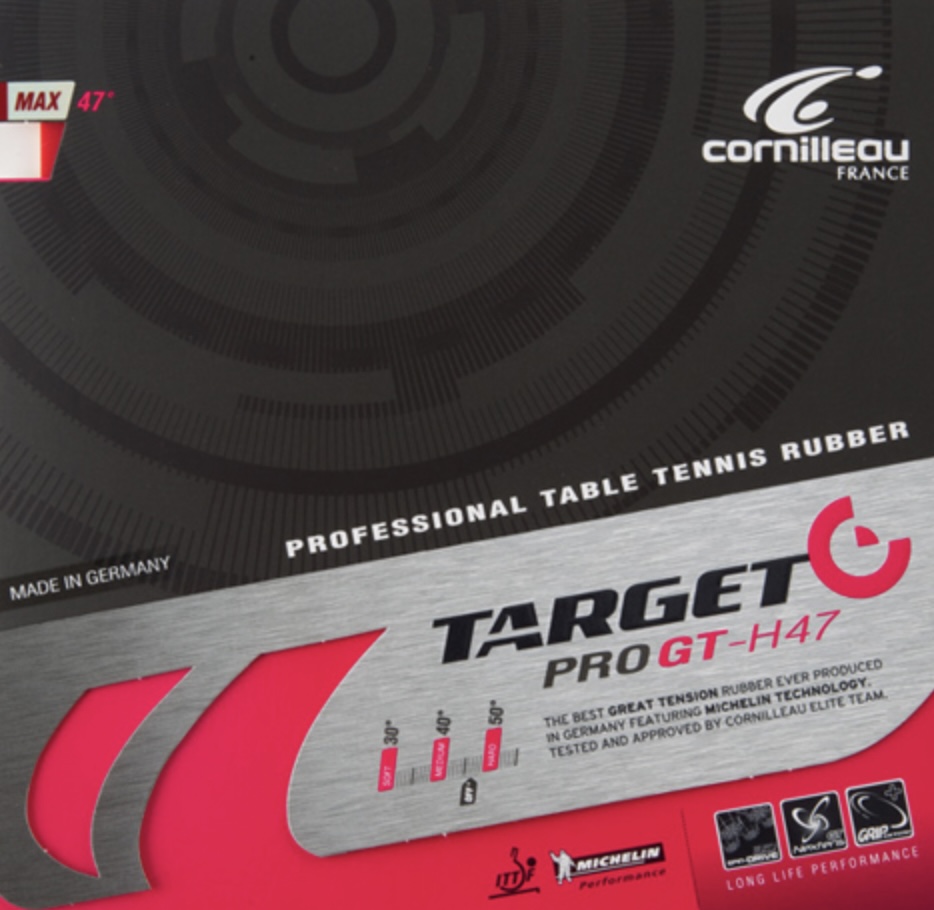 MAX 47°
cornilleau
FRANCE
PROFESSIONAL TABLE TENNIS RUBBER
MADE IN GERMANY
TARGET
PRO GT-H47
THE BEST GREAT TENSION RUBBER EVER PRODUCED
IN GERMANY FEATURING MICHELIN TECHNOLOGY.
TESTED AND APPROVED BY CORNILLEAU ELITE TEAM.
SOFT 30°
MEDIUM 40°
HARD 50°
OFF+
ITTF
MICHELIN
Performance
GRIP
LONG LIFE PERFORMANCE